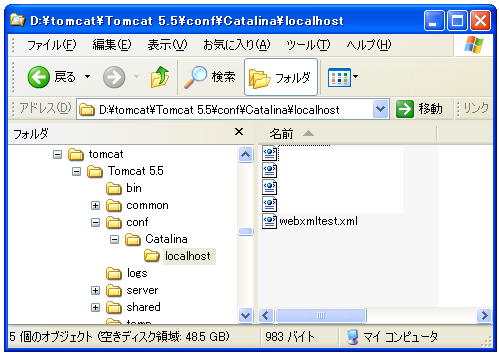 D:¥tomcat¥Tomcat 5.5¥conf¥Catalina¥localhost
ファイル(F) 編集(E) 表示(V) お気に入り(A) ツール(T) ヘルプ(H)
戻る 検索 フォルダ
アドレス(D) D:¥tomcat¥Tomcat 5.5¥conf¥Catalina¥localhost 移動 リンク
フォルダ 名前
tomcat
Tomcat 5.5
bin
common
conf
webxmltest.xml
Catalina
localhost
logs
server
shared
temp
5 個のオブジェクト (空きディスク領域: 48.5 GB) 983 バイト マイ コンピュータ